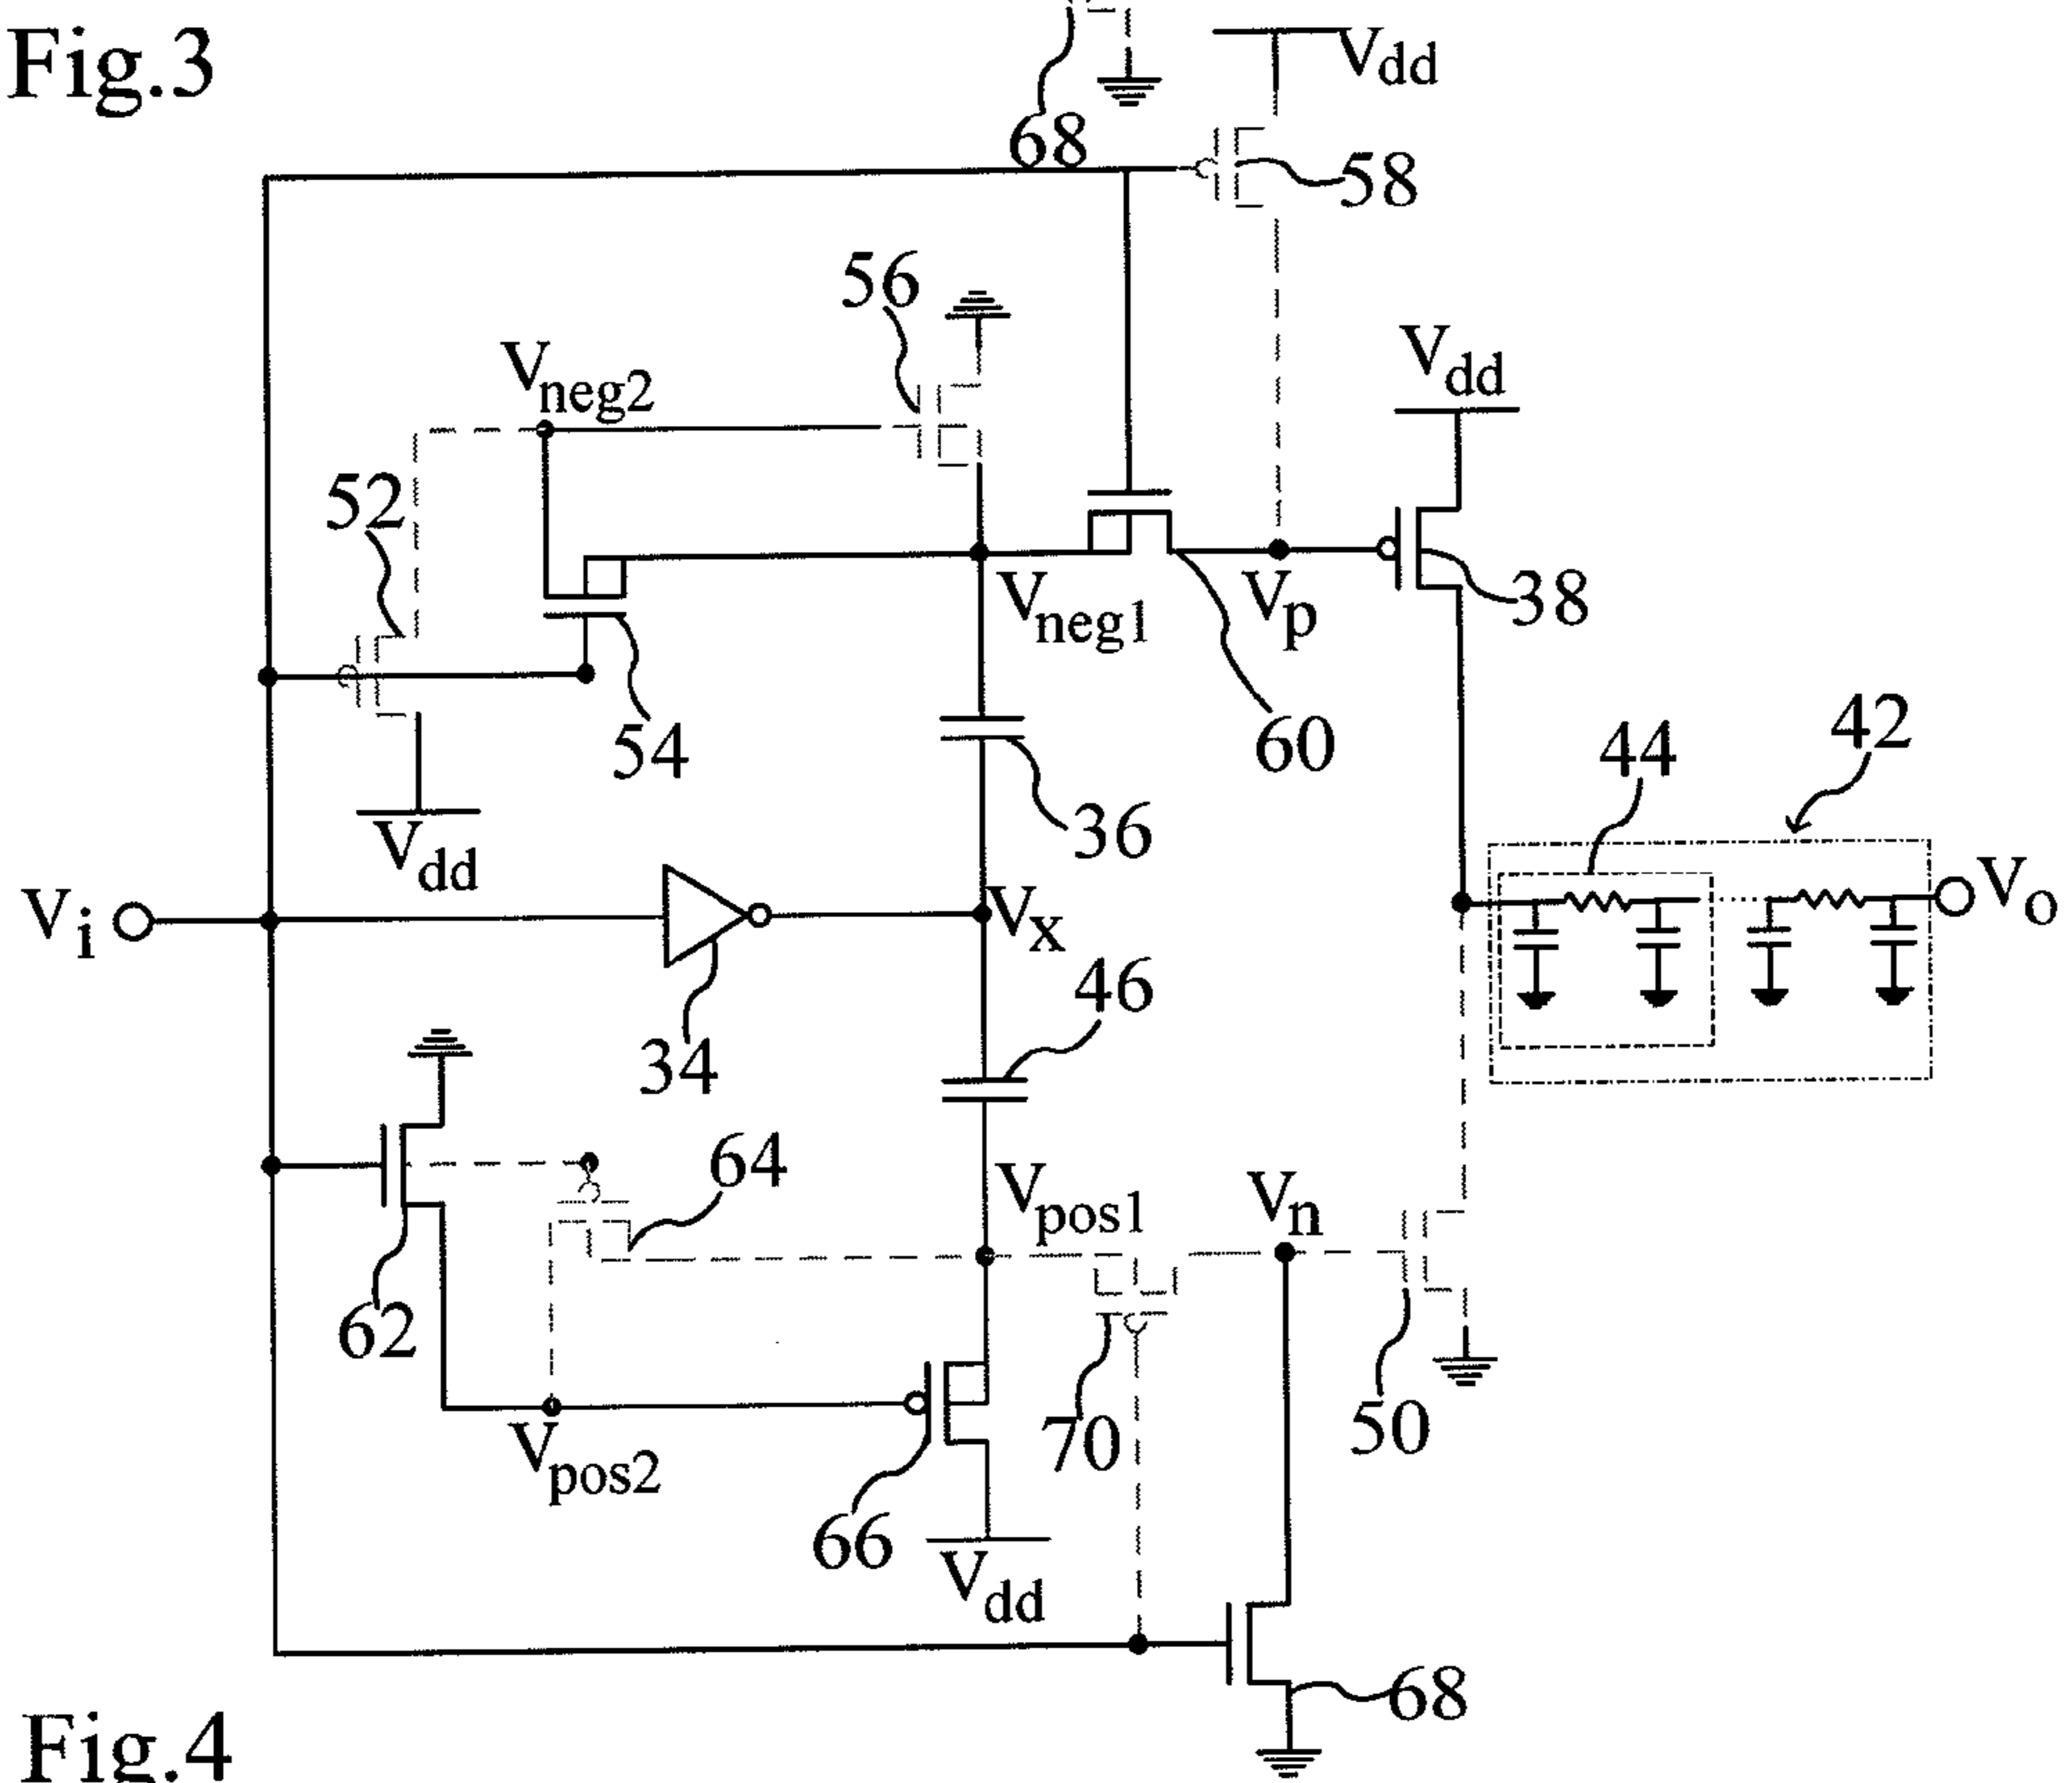 Fig.3
68
Vdd
58
56
Vneg2
Vdd
52
Vneg1
Vp
38
54
60
44
42
36
Vdd
Vi
Vx
Vo
46
34
64
Vpos1
Vn
62
70
50
Vpos2
66
Vdd
68
Fig.4